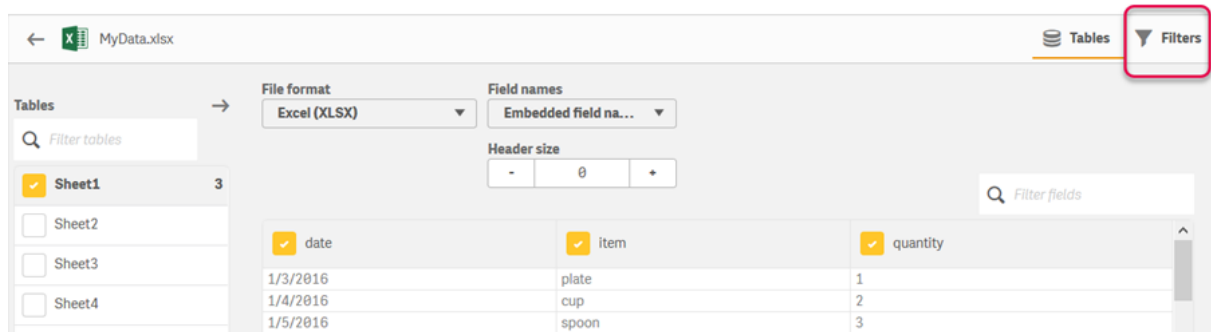 MyData.xlsx
Tables
Filters
Tables
Filter tables
Sheet1 3
Sheet2
Sheet3
Sheet4
File format
Excel (XLSX)
Field names
Embedded field na...
Header size
- 0 +
Filter fields
date item quantity
1/3/2016 plate 1
1/4/2016 cup 2
1/5/2016 spoon 3